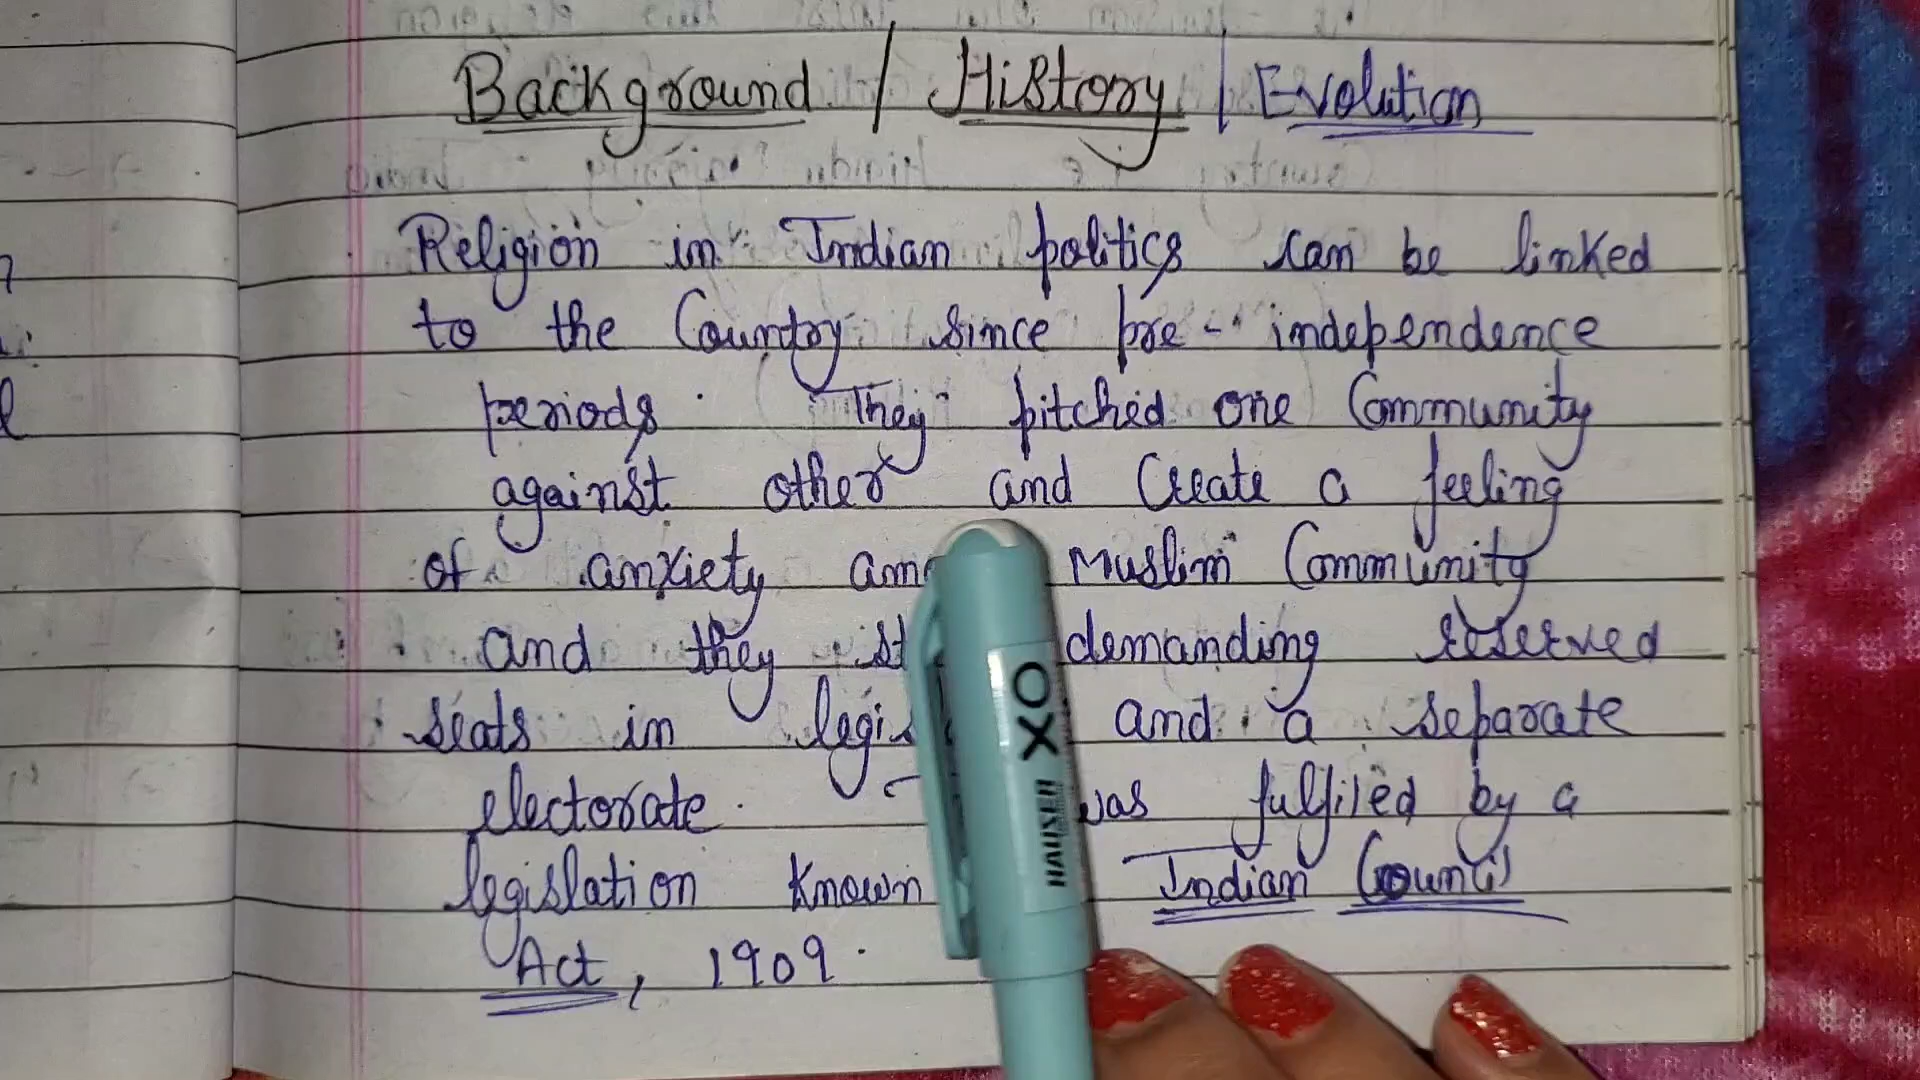 Background / History / Evolution
Religion in Indian politics can be linked
to the Country since pre - independence
periods. They pitched one Community
against other and create a feeling
of anxiety Muslim Community
and they demanding reserved
seats in and a separate
electorate. was fulfiled by a
legislation known Indian Council
Act, 1909.
HAUSER XO